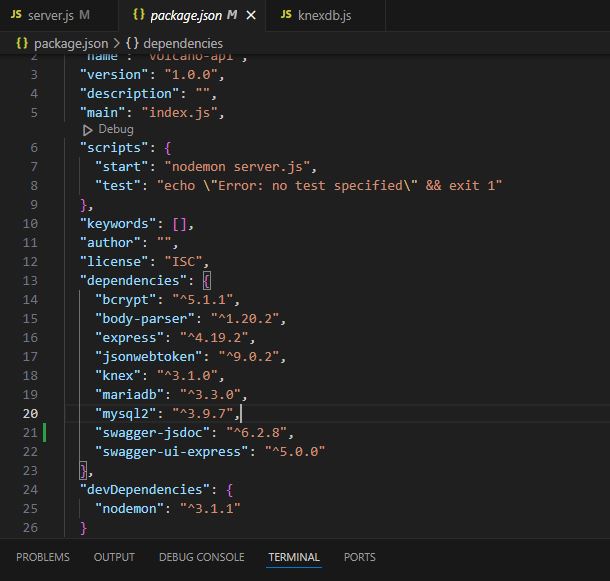 JS server.js M
{} package.json M ×
JS knexdb.js
{} package.json > {} dependencies
2 "name": "volcano-api",
3 "version": "1.0.0",
4 "description": "",
5 "main": "index.js",
Debug
6 "scripts": {
7 "start": "nodemon server.js",
8 "test": "echo \"Error: no test specified\" && exit 1"
9 },
10 "keywords": [],
11 "author": "",
12 "license": "ISC",
13 "dependencies": {
14 "bcrypt": "^5.1.1",
15 "body-parser": "^1.20.2",
16 "express": "^4.19.2",
17 "jsonwebtoken": "^9.0.2",
18 "knex": "^3.1.0",
19 "mariadb": "^3.3.0",
20 "mysql2": "^3.9.7",
21 "swagger-jsdoc": "^6.2.8",
22 "swagger-ui-express": "^5.0.0"
23 },
24 "devDependencies": {
25 "nodemon": "^3.1.1"
26 }
PROBLEMS OUTPUT DEBUG CONSOLE TERMINAL PORTS